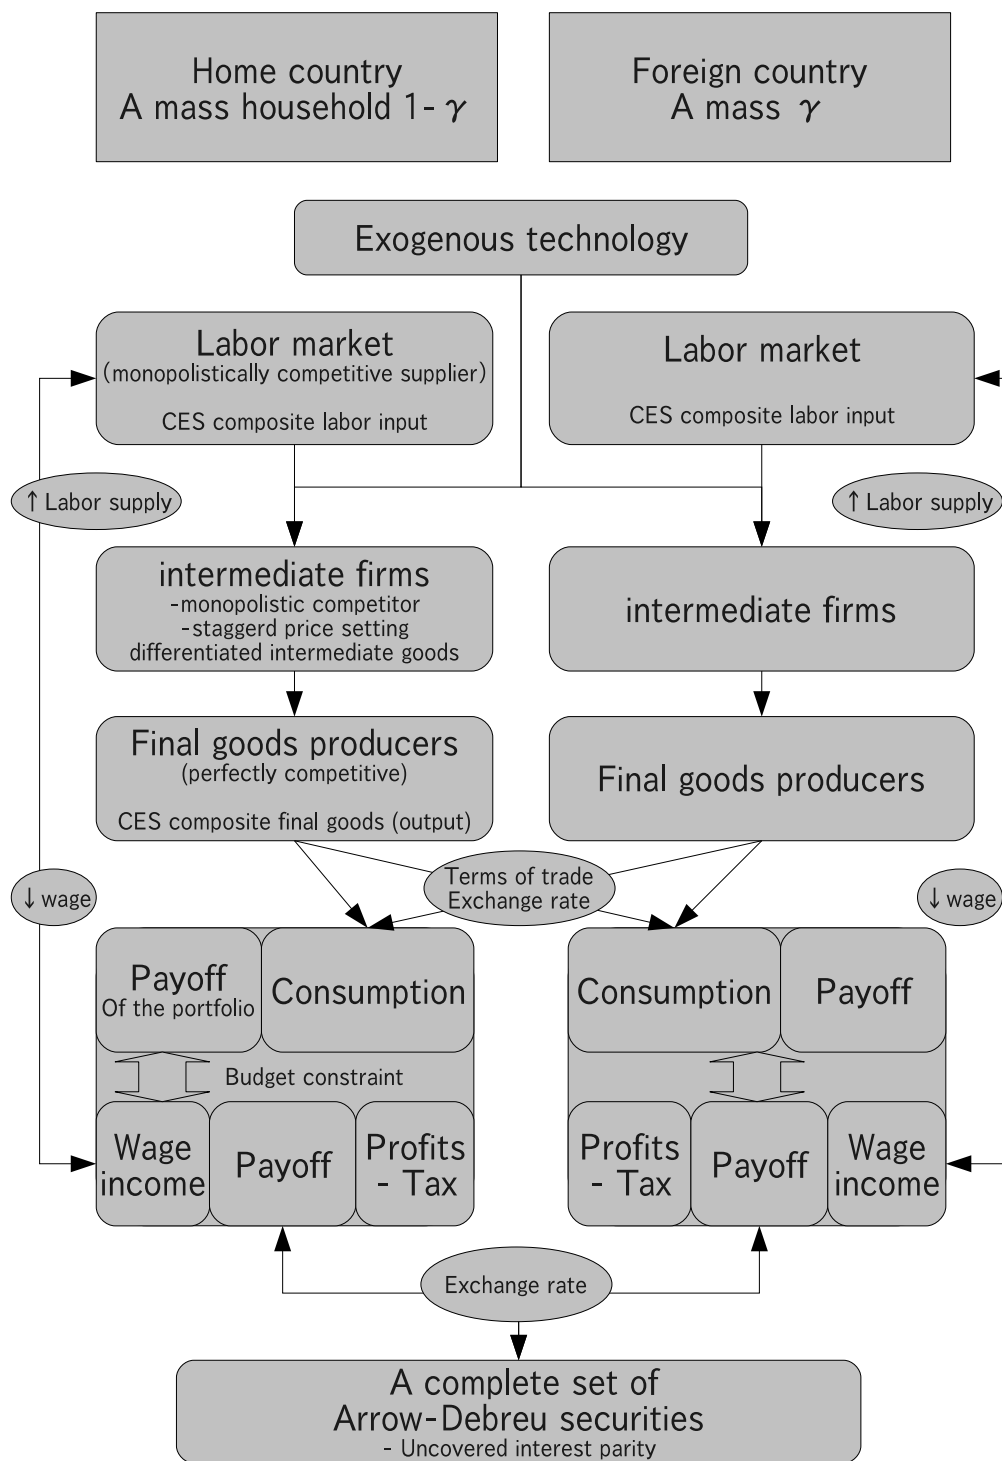 Home country
A mass household 1- γ
Foreign country
A mass γ
Exogenous technology
Labor market
(monopolistically competitive supplier)
CES composite labor input
Labor market
CES composite labor input
↑ Labor supply
↑ Labor supply
intermediate firms
-monopolistic competitor
-staggerd price setting
differentiated intermediate goods
intermediate firms
Final goods producers
(perfectly competitive)
CES composite final goods (output)
Final goods producers
Terms of trade
Exchange rate
↓ wage
↓ wage
Payoff
Of the portfolio
Consumption
Consumption
Payoff
Budget constraint
Wage
income
Payoff
Profits
- Tax
Profits
- Tax
Payoff
Wage
income
Exchange rate
A complete set of
Arrow-Debreu securities
- Uncovered interest parity